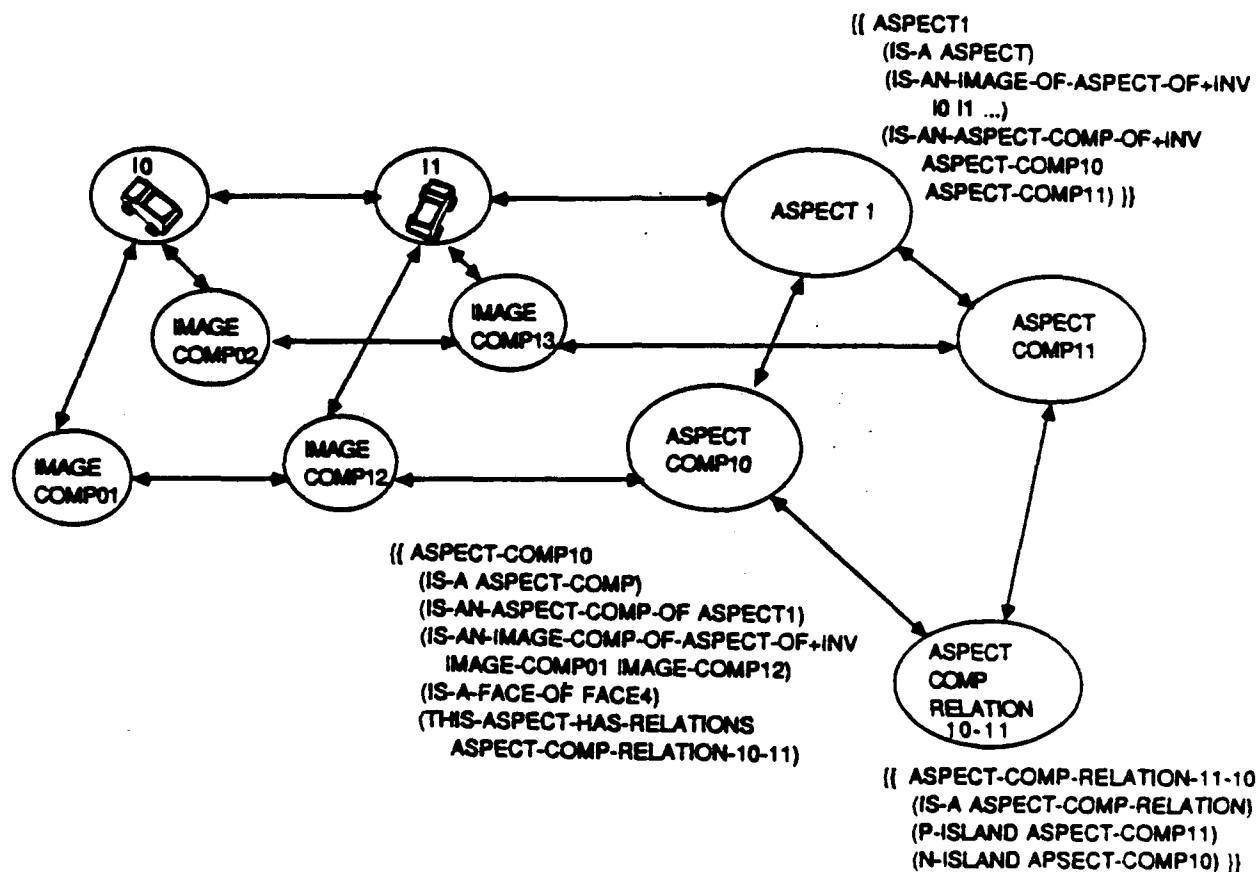 {{ ASPECT1
(IS-A ASPECT)
(IS-AN-IMAGE-OF-ASPECT-OF+INV
I0 I1 ...)
(IS-AN-ASPECT-COMP-OF+INV
ASPECT-COMP10
ASPECT-COMP11) }}
I0
I1
ASPECT 1
IMAGE
COMP02
IMAGE
COMP13
ASPECT
COMP11
IMAGE
COMP01
IMAGE
COMP12
ASPECT
COMP10
{{ ASPECT-COMP10
(IS-A ASPECT-COMP)
(IS-AN-ASPECT-COMP-OF ASPECT1)
(IS-AN-IMAGE-COMP-OF-ASPECT-OF+INV
IMAGE-COMP01 IMAGE-COMP12)
(IS-A-FACE-OF FACE4)
(THIS-ASPECT-HAS-RELATIONS
ASPECT-COMP-RELATION-10-11)
ASPECT
COMP
RELATION
10-11
{{ ASPECT-COMP-RELATION-11-10
(IS-A ASPECT-COMP-RELATION)
(P-ISLAND ASPECT-COMP11)
(N-ISLAND APSECT-COMP10) }}